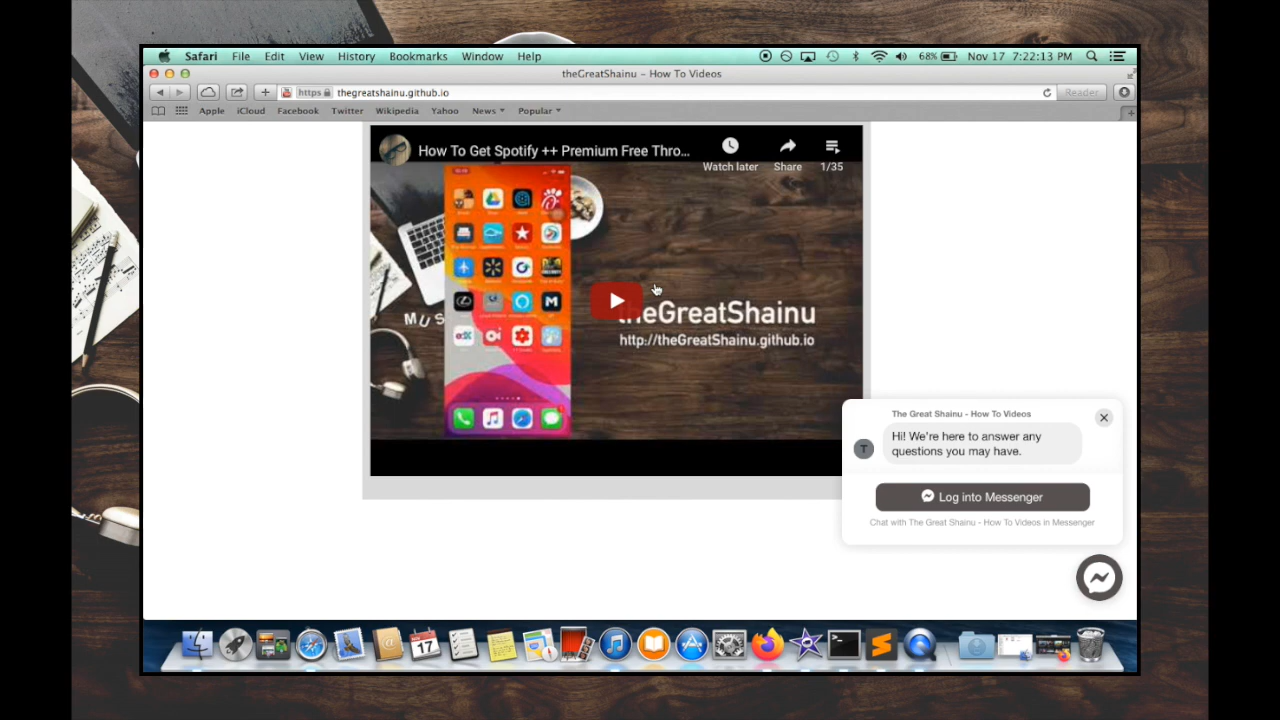 Safari File Edit View History Bookmarks Window Help 68% Nov 17 7:22:13 PM
theGreatShainu – How To Videos
https thegreatshainu.github.io Reader
Apple iCloud Facebook Twitter Wikipedia Yahoo News Popular
How To Get Spotify ++ Premium Free Thro...
Watch later Share 1/35
MUS
theGreatShainu
http://theGreatShainu.github.io
The Great Shainu - How To Videos
Hi! We're here to answer any
questions you may have.
T
Log into Messenger
Chat with The Great Shainu - How To Videos in Messenger
17